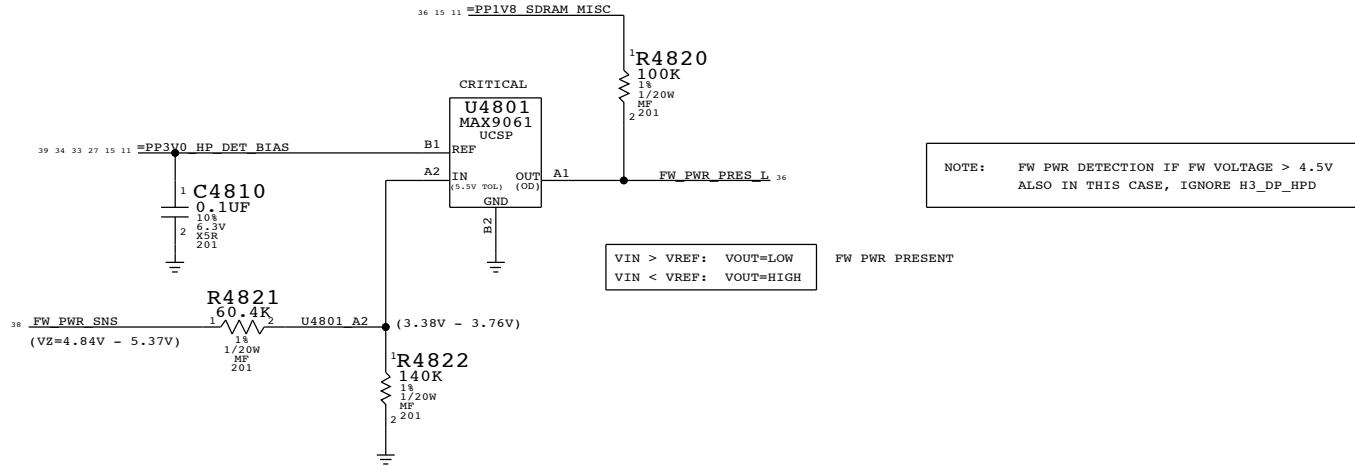 36 15 11 =PP1V8_SDRAM_MISC
1
R4820
100K
1%
1/20W
MF
2 201
CRITICAL
U4801
MAX9061
UCSP
39 34 33 27 15 11 =PP3V0_HP_DET_BIAS
B1
REF
A2
IN
(5.5V TOL)
OUT
(OD)
A1
FW_PWR_PRES_L 36
GND
B2
NOTE: FW PWR DETECTION IF FW VOLTAGE > 4.5V
ALSO IN THIS CASE, IGNORE H3_DP_HPD
1 C4810
0.1UF
10%
6.3V
2 X5R
201
VIN > VREF: VOUT=LOW FW PWR PRESENT
VIN < VREF: VOUT=HIGH
R4821
60.4K
38 FW_PWR_SNS 1 2 U4801_A2 (3.38V - 3.76V)
(VZ=4.84V - 5.37V)
1%
1/20W
MF
201
1
R4822
140K
1%
1/20W
MF
2 201